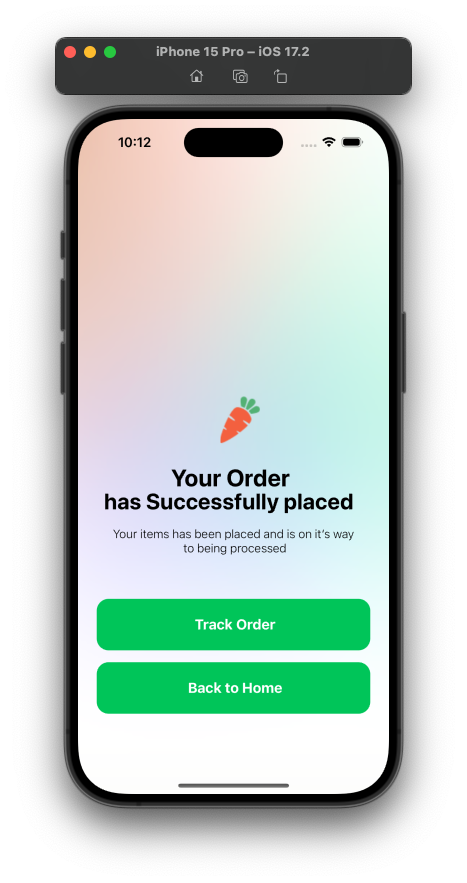 iPhone 15 Pro – iOS 17.2
10:12
Your Order
has Successfully placed
Your items has been placed and is on it's way
to being processed
Track Order
Back to Home